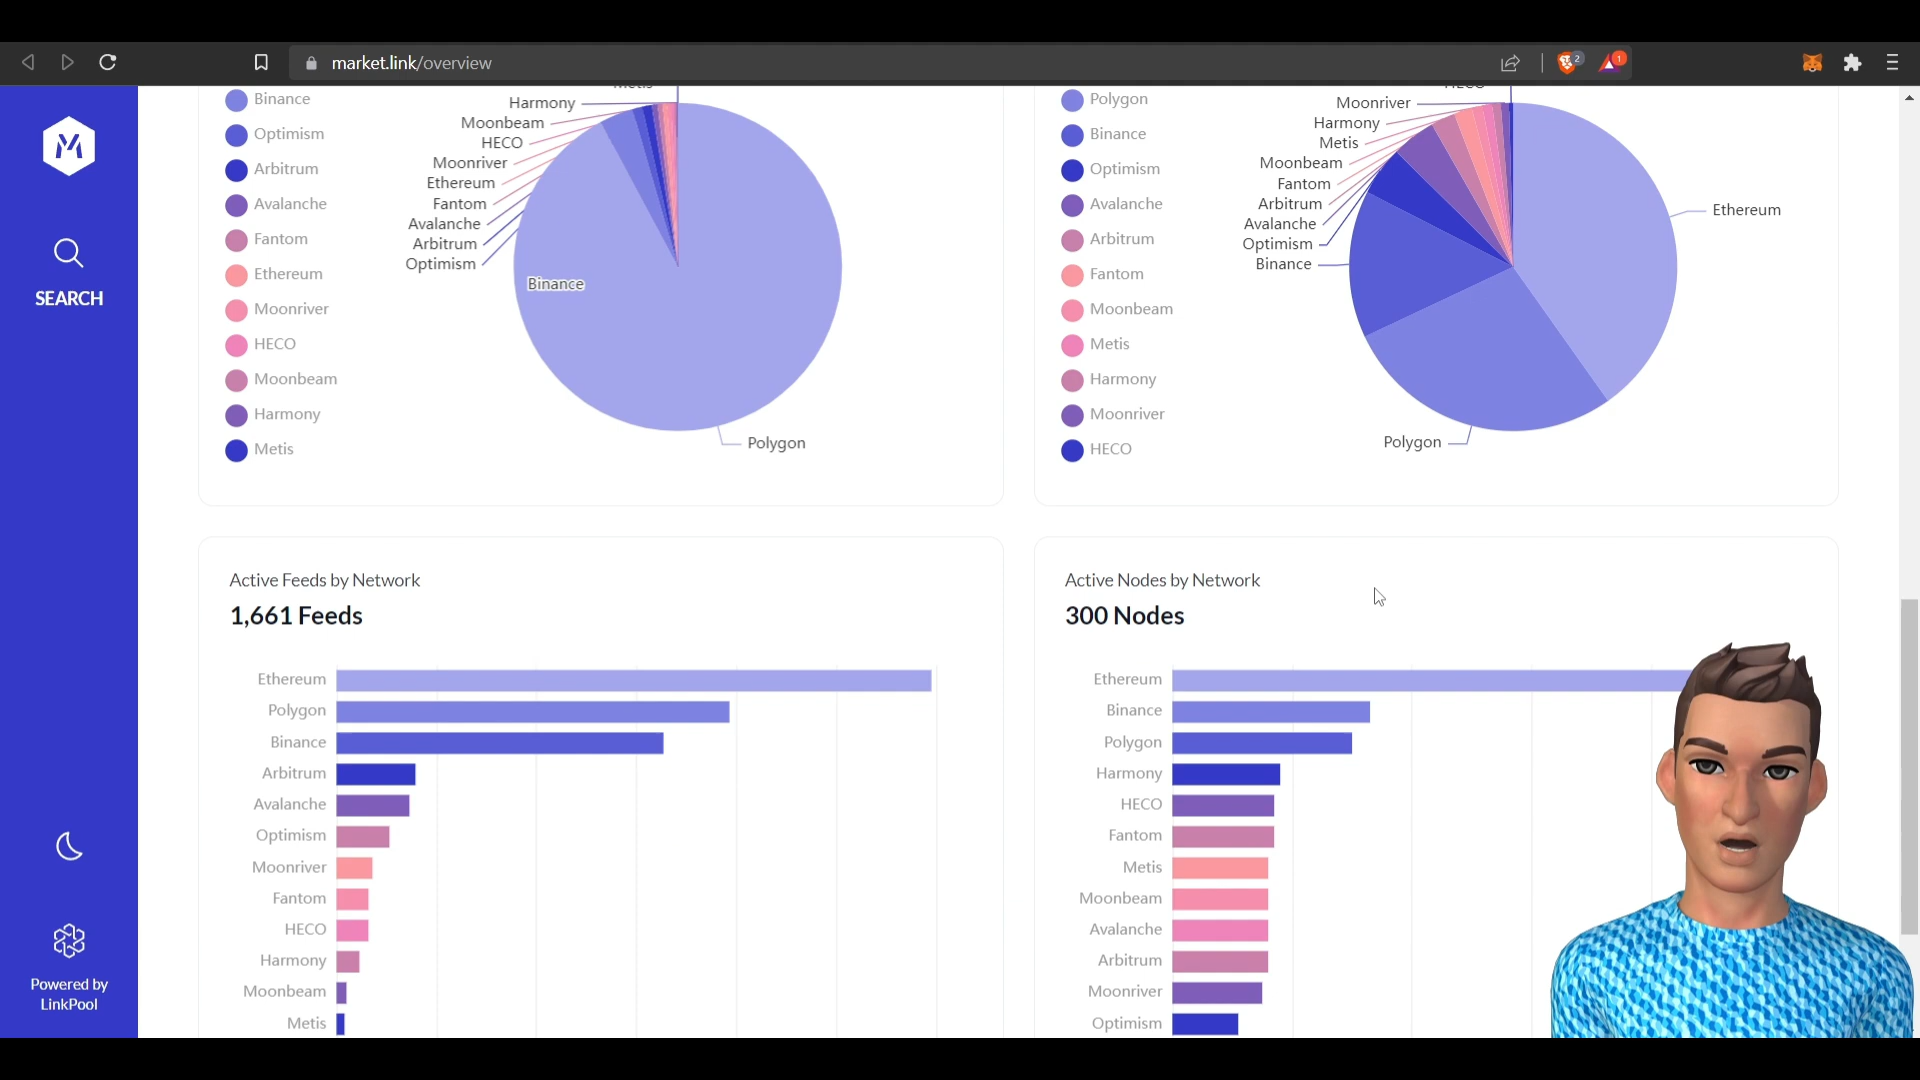 market.link/overview
2
1
M
SEARCH
Powered by
LinkPool
Binance
Optimism
Arbitrum
Avalanche
Fantom
Ethereum
Moonriver
HECO
Moonbeam
Harmony
Metis
Metis
Harmony
Moonbeam
HECO
Moonriver
Ethereum
Fantom
Avalanche
Arbitrum
Optimism
Binance
Polygon
Polygon
Binance
Optimism
Avalanche
Arbitrum
Fantom
Moonbeam
Metis
Harmony
Moonriver
HECO
HECO
Moonriver
Harmony
Metis
Moonbeam
Fantom
Arbitrum
Avalanche
Optimism
Binance
Ethereum
Polygon
Active Feeds by Network
1,661 Feeds
Ethereum
Polygon
Binance
Arbitrum
Avalanche
Optimism
Moonriver
Fantom
HECO
Harmony
Moonbeam
Metis
Active Nodes by Network
300 Nodes
Ethereum
Binance
Polygon
Harmony
HECO
Fantom
Metis
Moonbeam
Avalanche
Arbitrum
Moonriver
Optimism